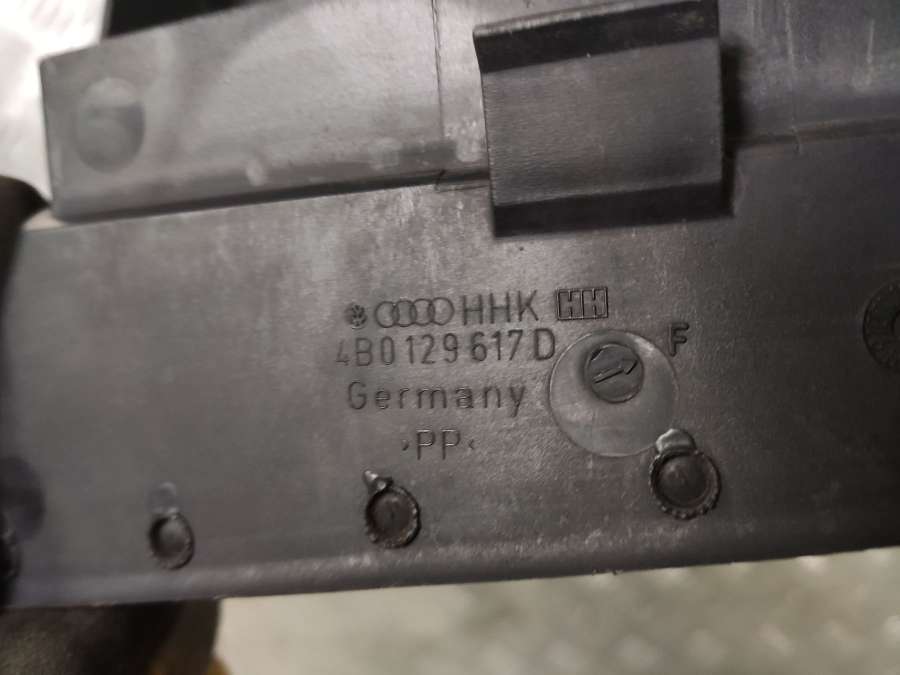 HHK HH
4B0 129 617 D F
Germany
>PP<